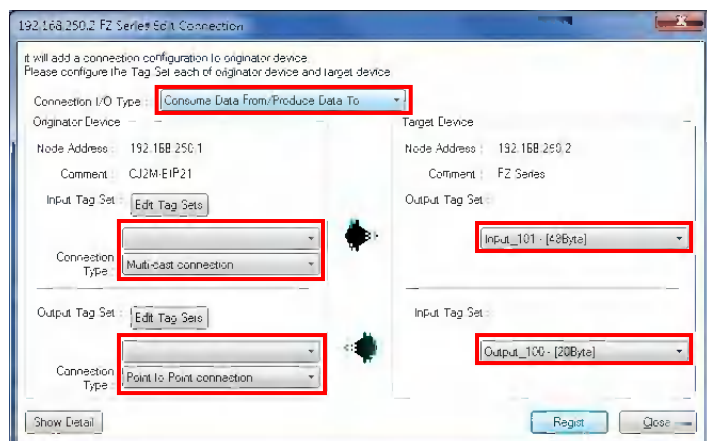 192.168.250.2 FZ Series Edit Connection
It will add a connection configuration to originator device.
Please configure the Tag Set each of originator device and target device
Connection I/O Type : Consume Data From/Produce Data To
Originator Device
Target Device
Node Address : 192.168.250.1
Node Address : 192.168.250.2
Comment : CJ2M-EIP21
Comment : FZ Series
Input Tag Set : Edit Tag Sets
Output Tag Set :
Input_101 - [48Byte]
Connection Type : Multi-cast connection
Output Tag Set : Edit Tag Sets
Input Tag Set :
Output_100 - [20Byte]
Connection Type : Point to Point connection
Show Detail
Regist
Close